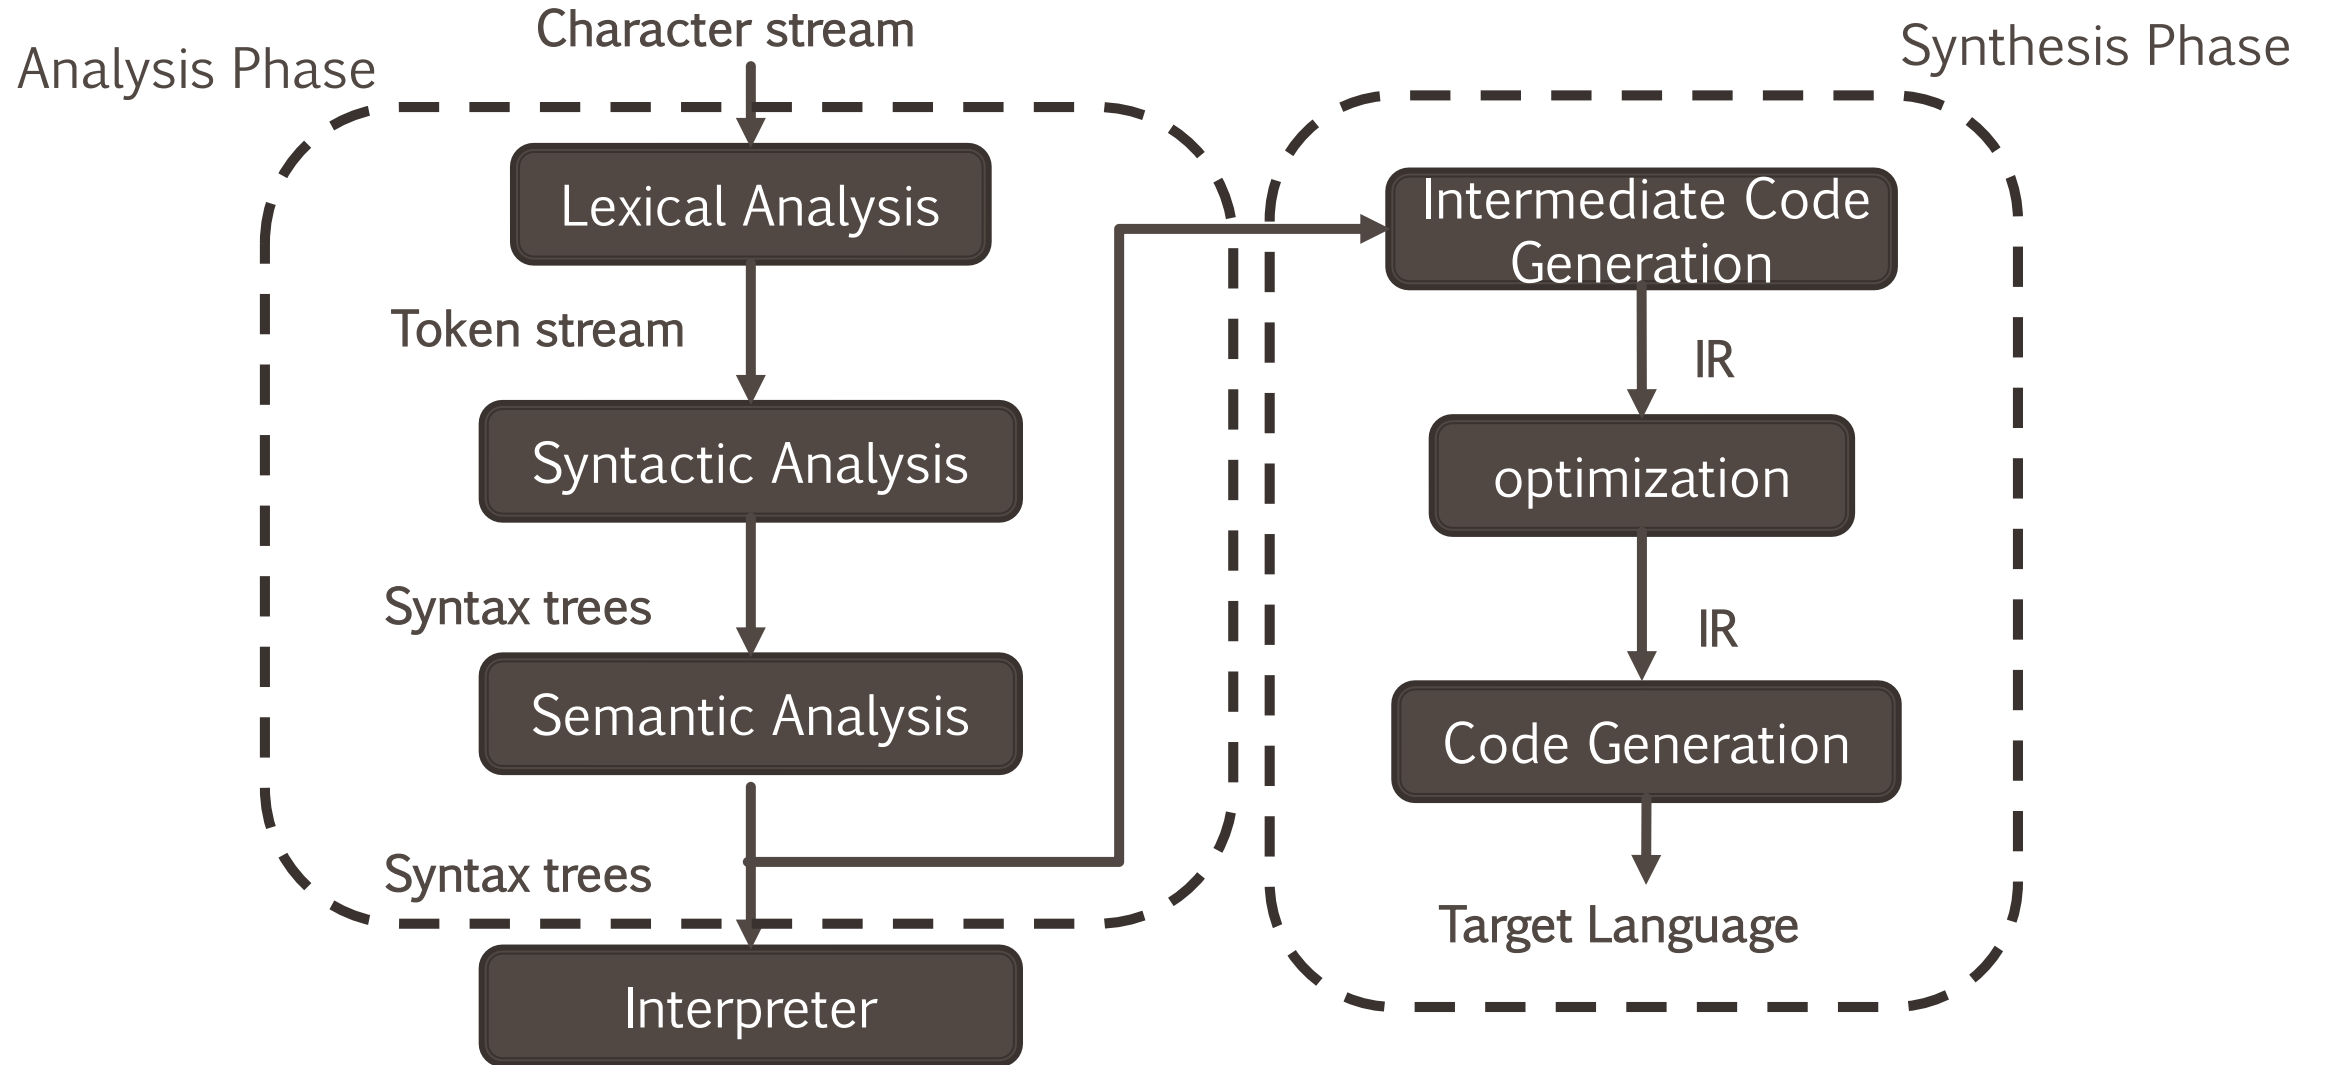 Analysis Phase
Character stream
Lexical Analysis
Token stream
Syntactic Analysis
Syntax trees
Semantic Analysis
Syntax trees
Interpreter
Synthesis Phase
Intermediate Code
Generation
IR
optimization
IR
Code Generation
Target Language